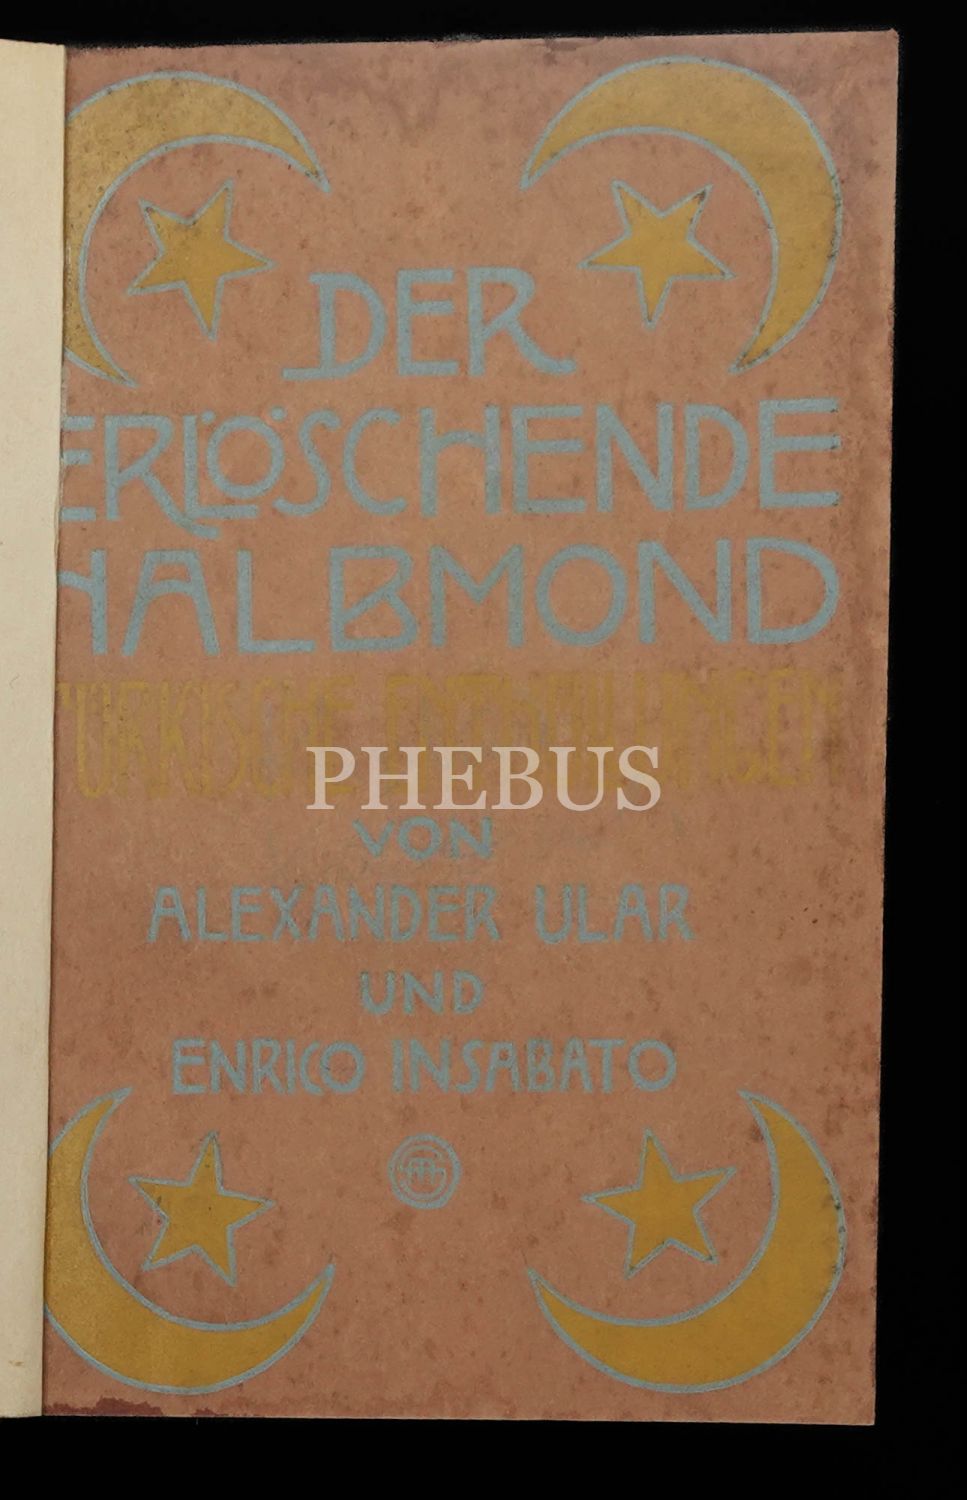 DER
ERLÖSCHENDE
HALBMOND
TÜRKISCHE ENTHÜLLUNGEN
PHEBUS
VON
ALEXANDER ULAR
UND
ENRICO INSABATO